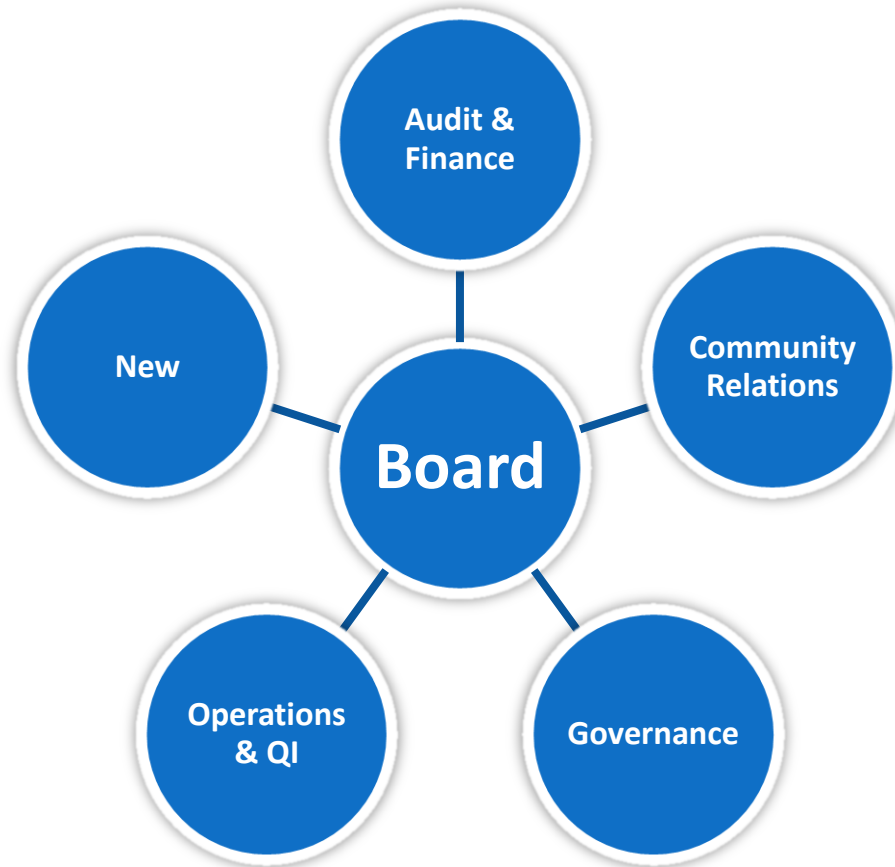 Audit &
Finance
New
Community
Relations
Board
Operations
& QI
Governance